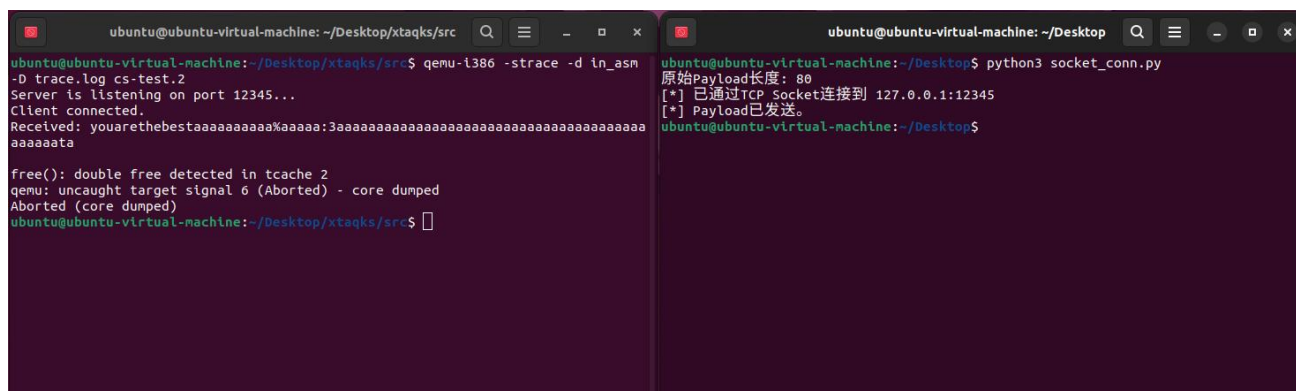 ubuntu@ubuntu-virtual-machine: ~/Desktop/xtaqks/src
ubuntu@ubuntu-virtual-machine:~/Desktop/xtaqks/src$ qemu-i386 -strace -d in_asm
-D trace.log cs-test.2
Server is listening on port 12345...
Client connected.
Received: youarethebestaaaaaaaaaaa%aaaaa:3aaaaaaaaaaaaaaaaaaaaaaaaaaaaaaaaaaaaaaa
aaaaaata
free(): double free detected in tcache 2
qemu: uncaught target signal 6 (Aborted) - core dumped
Aborted (core dumped)
ubuntu@ubuntu-virtual-machine:~/Desktop/xtaqks/src$
ubuntu@ubuntu-virtual-machine: ~/Desktop
ubuntu@ubuntu-virtual-machine:~/Desktop$ python3 socket_conn.py
原始Payload长度: 80
[*] 已通过TCP Socket连接到 127.0.0.1:12345
[*] Payload已发送。
ubuntu@ubuntu-virtual-machine:~/Desktop$